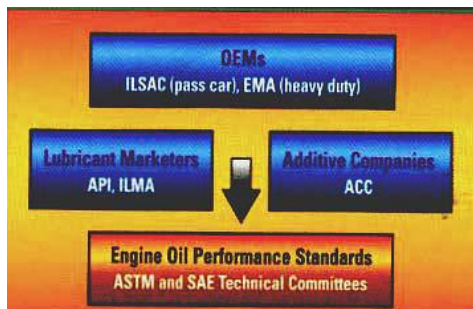 OEMs
ILSAC (pass car), EMA (heavy duty)
Lubricant Marketers
API, ILMA
Additive Companies
ACC
Engine Oil Performance Standards
ASTM and SAE Technical Committees